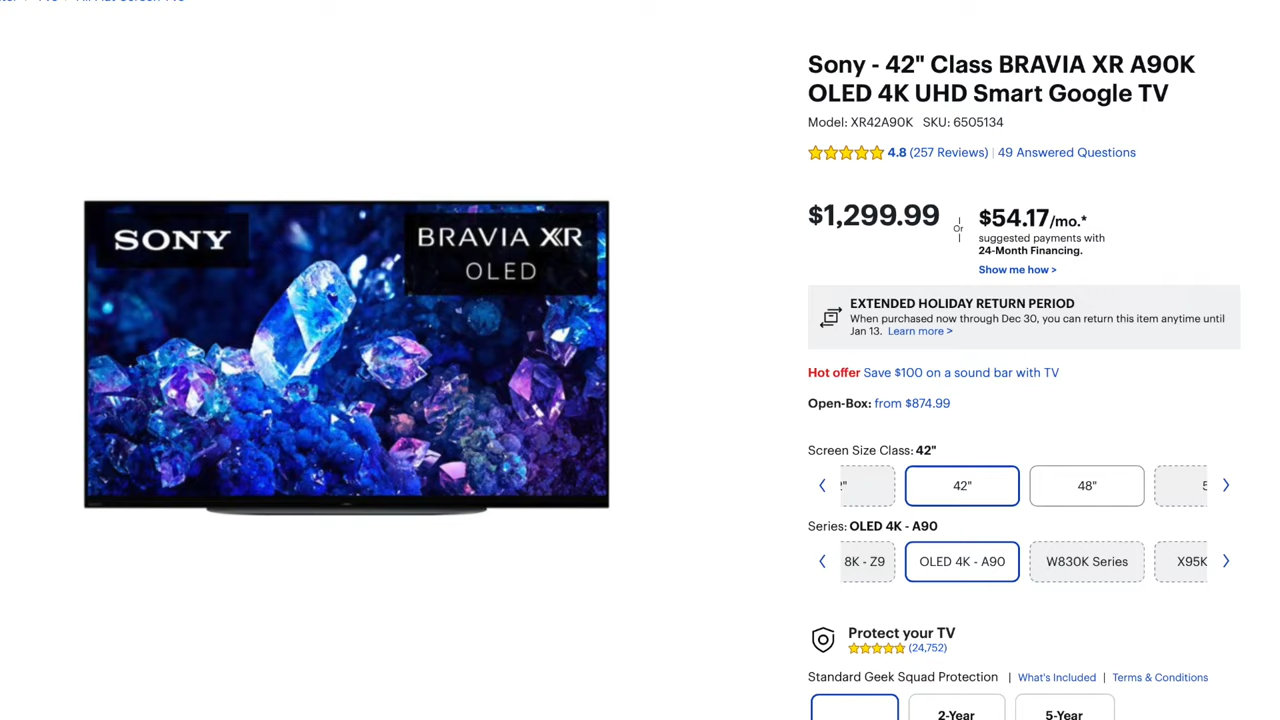 Sony - 42" Class BRAVIA XR A90K
OLED 4K UHD Smart Google TV
Model: XR42A90K SKU: 6505134
4.8 (257 Reviews) | 49 Answered Questions
$1,299.99
Or
$54.17/mo.*
suggested payments with
24-Month Financing.
Show me how >
SONY
BRAVIA XR
OLED
EXTENDED HOLIDAY RETURN PERIOD
When purchased now through Dec 30, you can return this item anytime until
Jan 13. Learn more >
Hot offer Save $100 on a sound bar with TV
Open-Box: from $874.99
Screen Size Class: 42"
42" 48"
Series: OLED 4K - A90
8K - Z9 OLED 4K - A90 W830K Series X95K
Protect your TV
(24,752)
Standard Geek Squad Protection | What's Included | Terms & Conditions
2-Year 5-Year